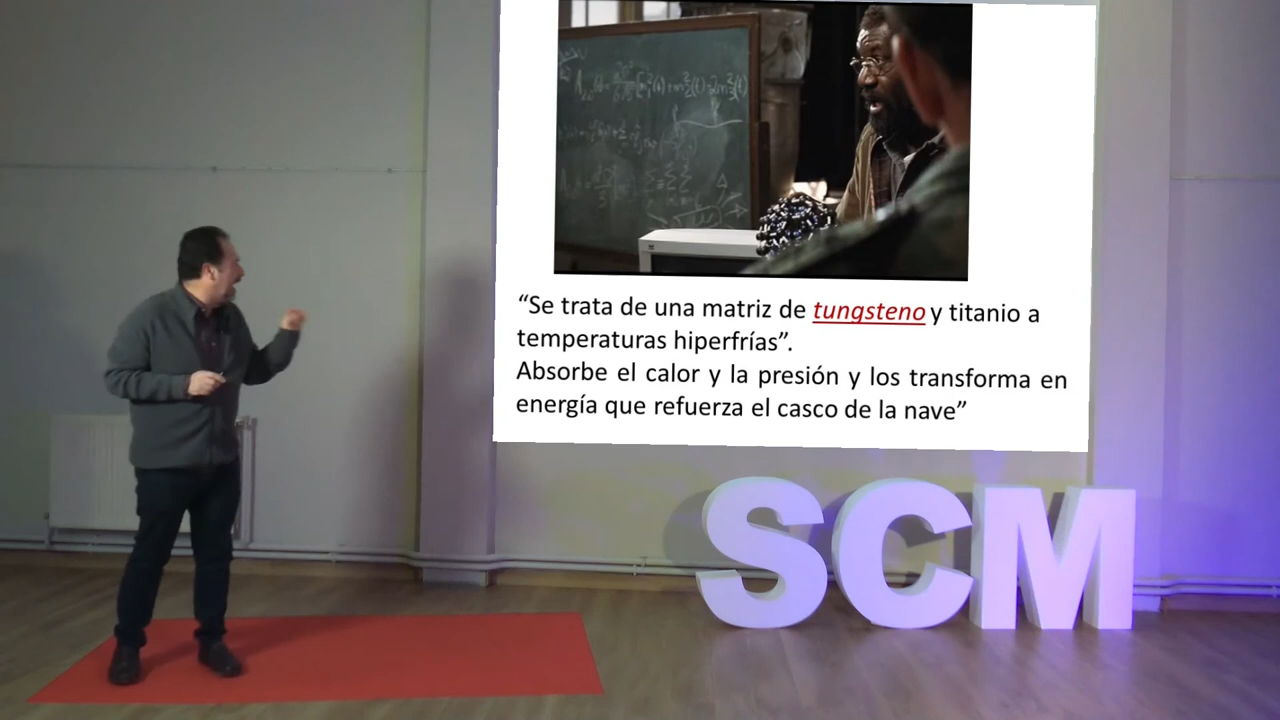 “Se trata de una matriz de tungsteno y titanio a
temperaturas hiperfrías”.
Absorbe el calor y la presión y los transforma en
energía que refuerza el casco de la nave”
SCM